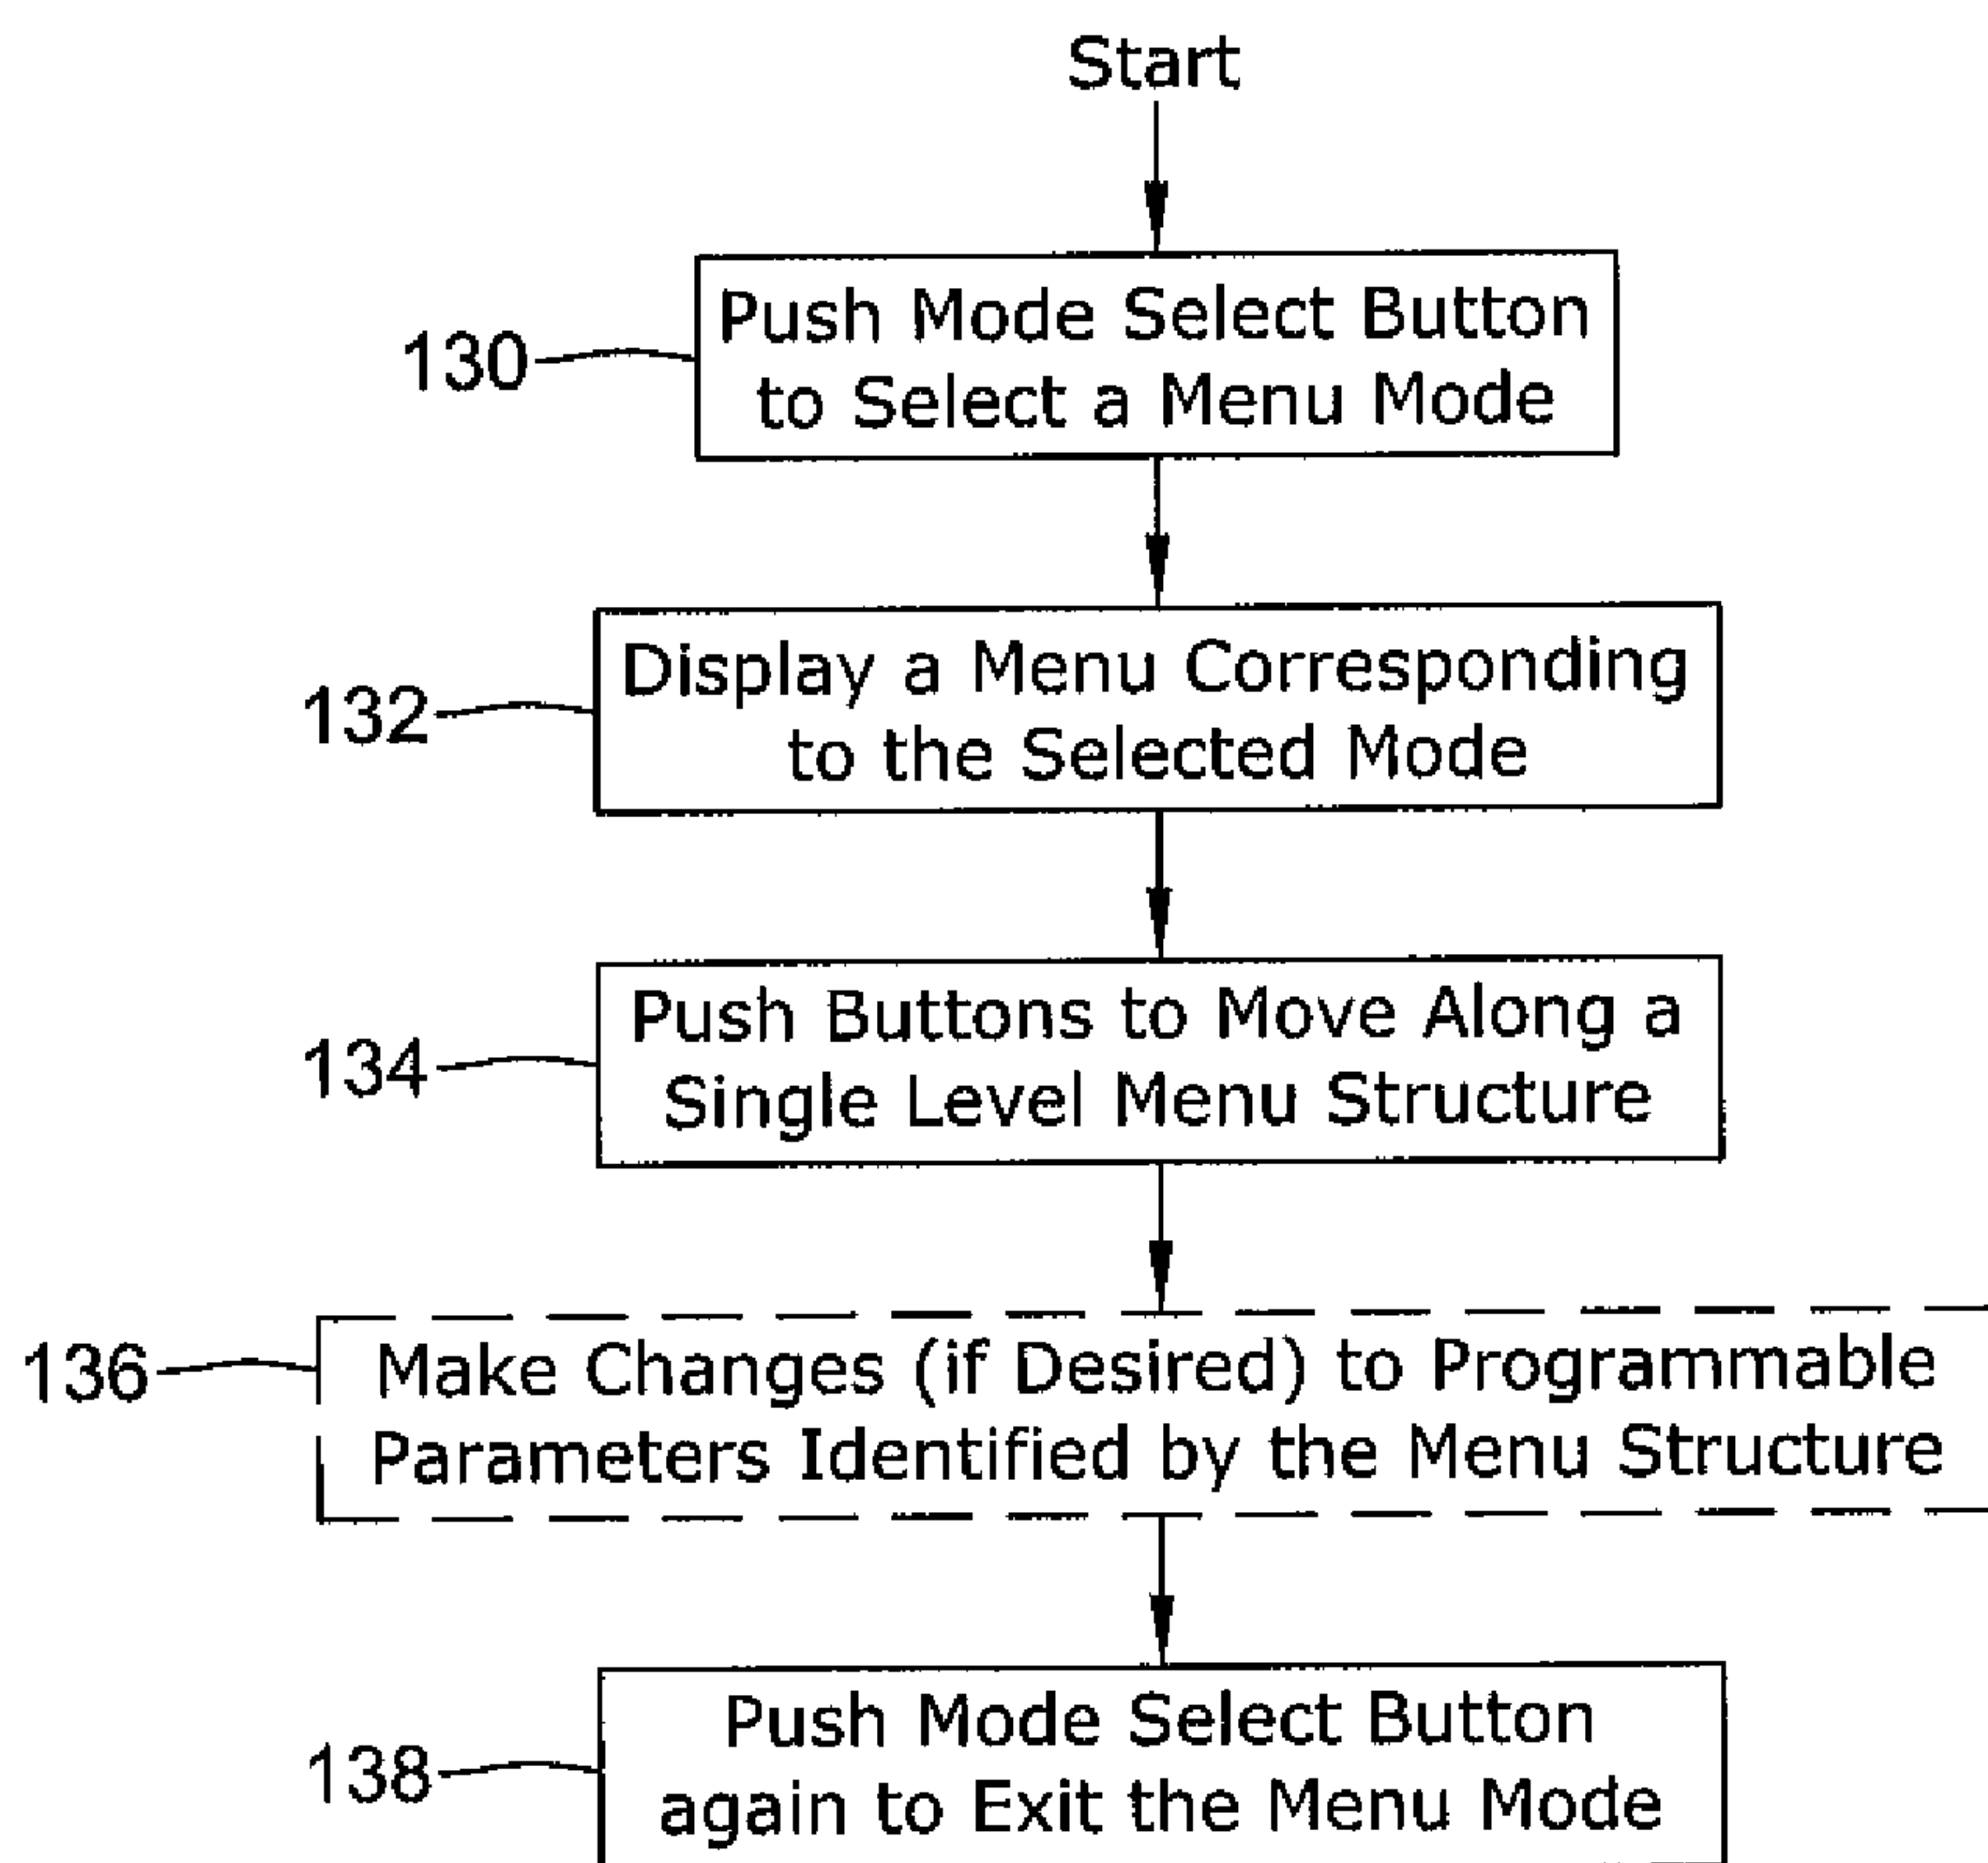 Start
130
Push Mode Select Button
to Select a Menu Mode
132
Display a Menu Corresponding
to the Selected Mode
134
Push Buttons to Move Along a
Single Level Menu Structure
136
Make Changes (if Desired) to Programmable
Parameters Identified by the Menu Structure
138
Push Mode Select Button
again to Exit the Menu Mode